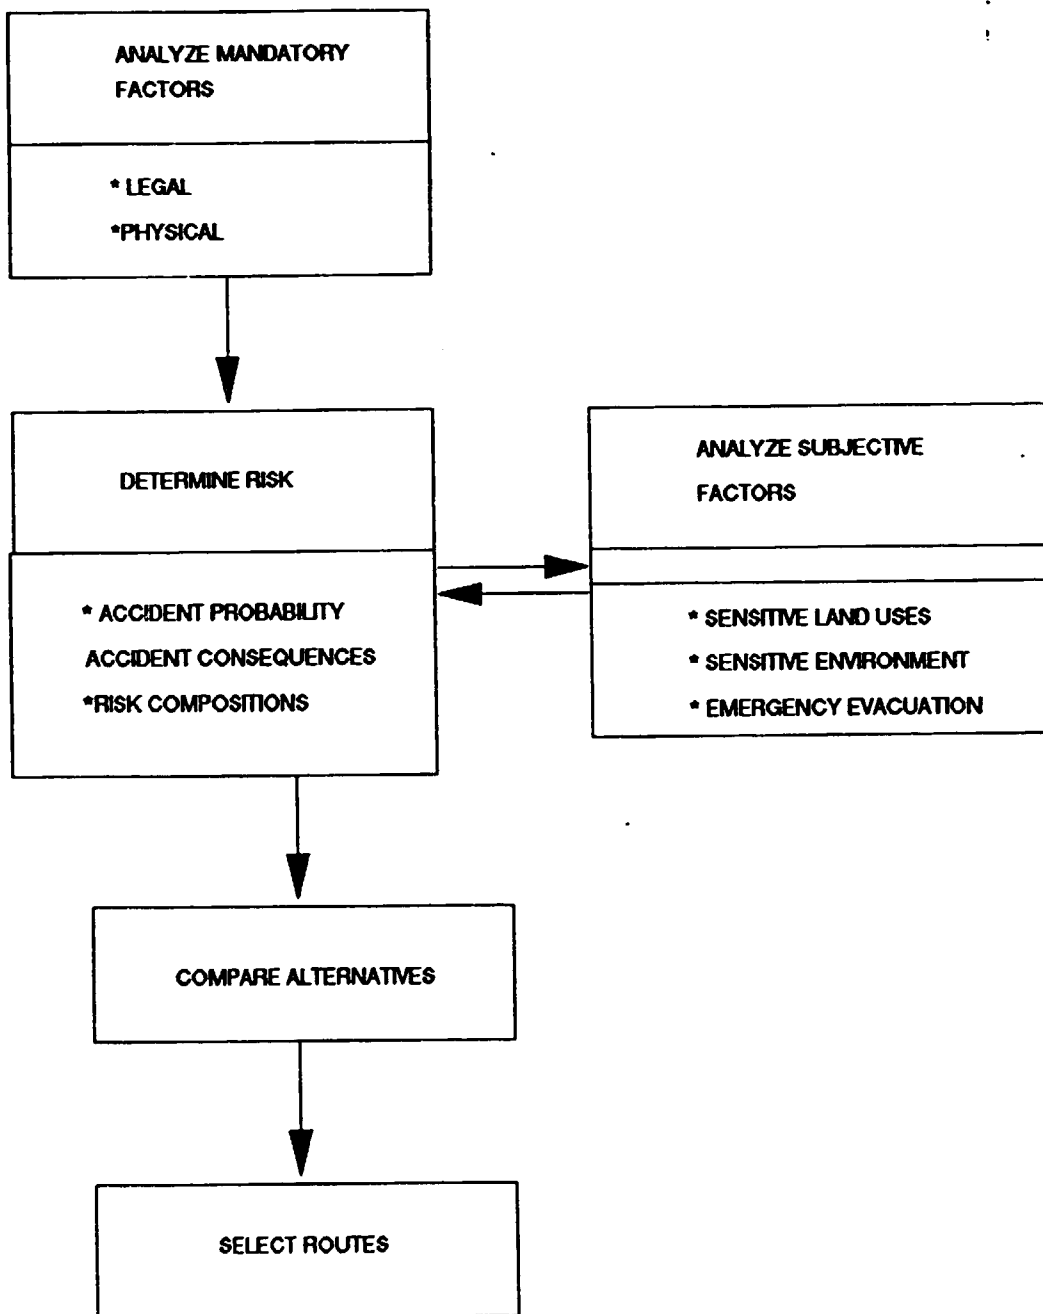 ANALYZE MANDATORY
FACTORS
* LEGAL
*PHYSICAL
DETERMINE RISK
* ACCIDENT PROBABILITY
ACCIDENT CONSEQUENCES
*RISK COMPOSITIONS
ANALYZE SUBJECTIVE
FACTORS
* SENSITIVE LAND USES
* SENSITIVE ENVIRONMENT
* EMERGENCY EVACUATION
COMPARE ALTERNATIVES
SELECT ROUTES